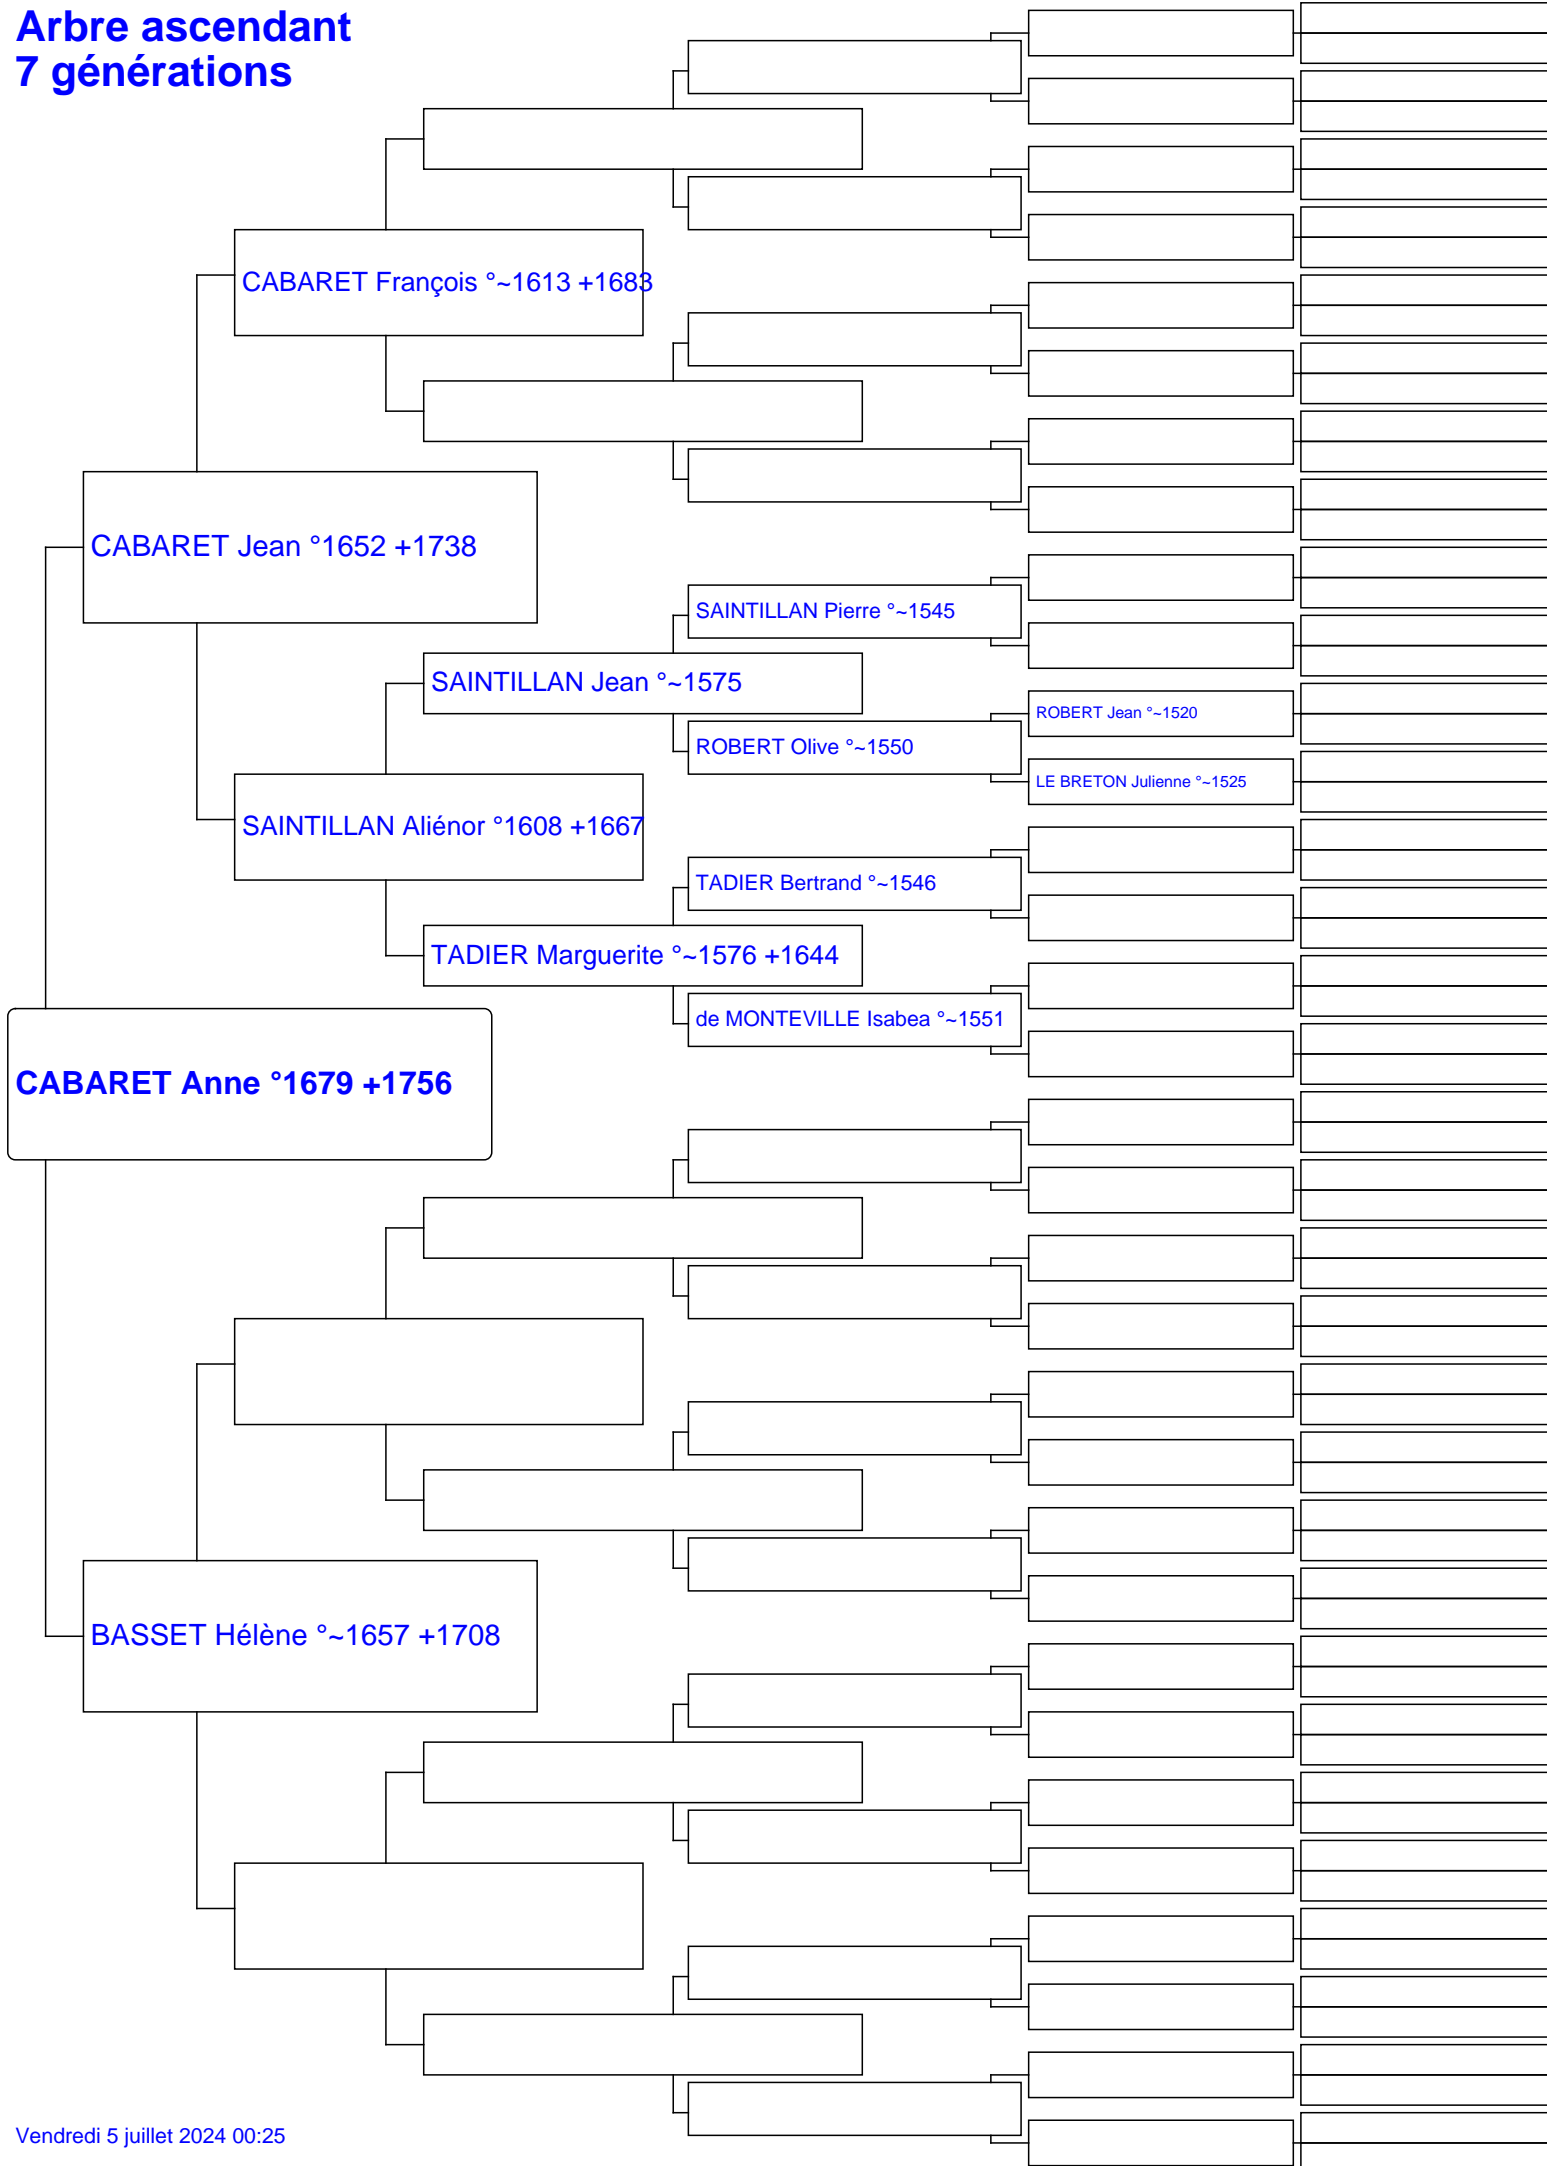 Arbre ascendant
7 générations
CABARET François °~1613 +1683
CABARET Jean °1652 +1738
SAINTILLAN Pierre °~1545
SAINTILLAN Jean °~1575
ROBERT Jean °~1520
ROBERT Olive °~1550
LE BRETON Julienne °~1525
SAINTILLAN Aliénor °1608 +1667
TADIER Bertrand °~1546
TADIER Marguerite °~1576 +1644
de MONTEVILLE Isabea °~1551
CABARET Anne °1679 +1756
BASSET Hélène °~1657 +1708
Vendredi 5 juillet 2024 00:25